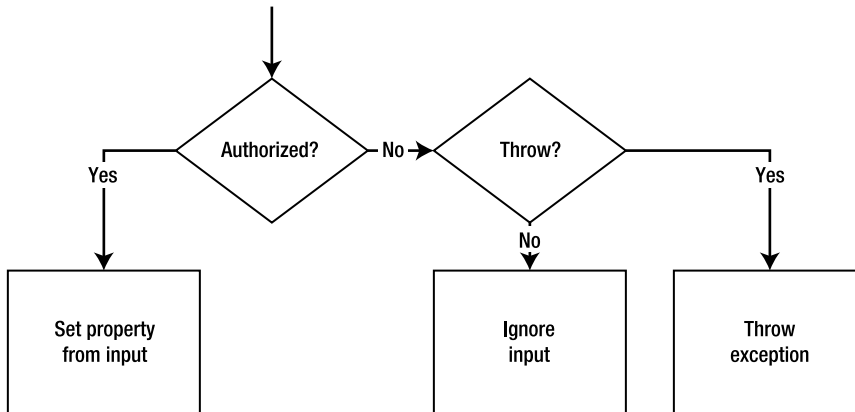 Authorized?
No
Throw?
Yes
Yes
No
Set property
from input
Ignore
input
Throw
exception